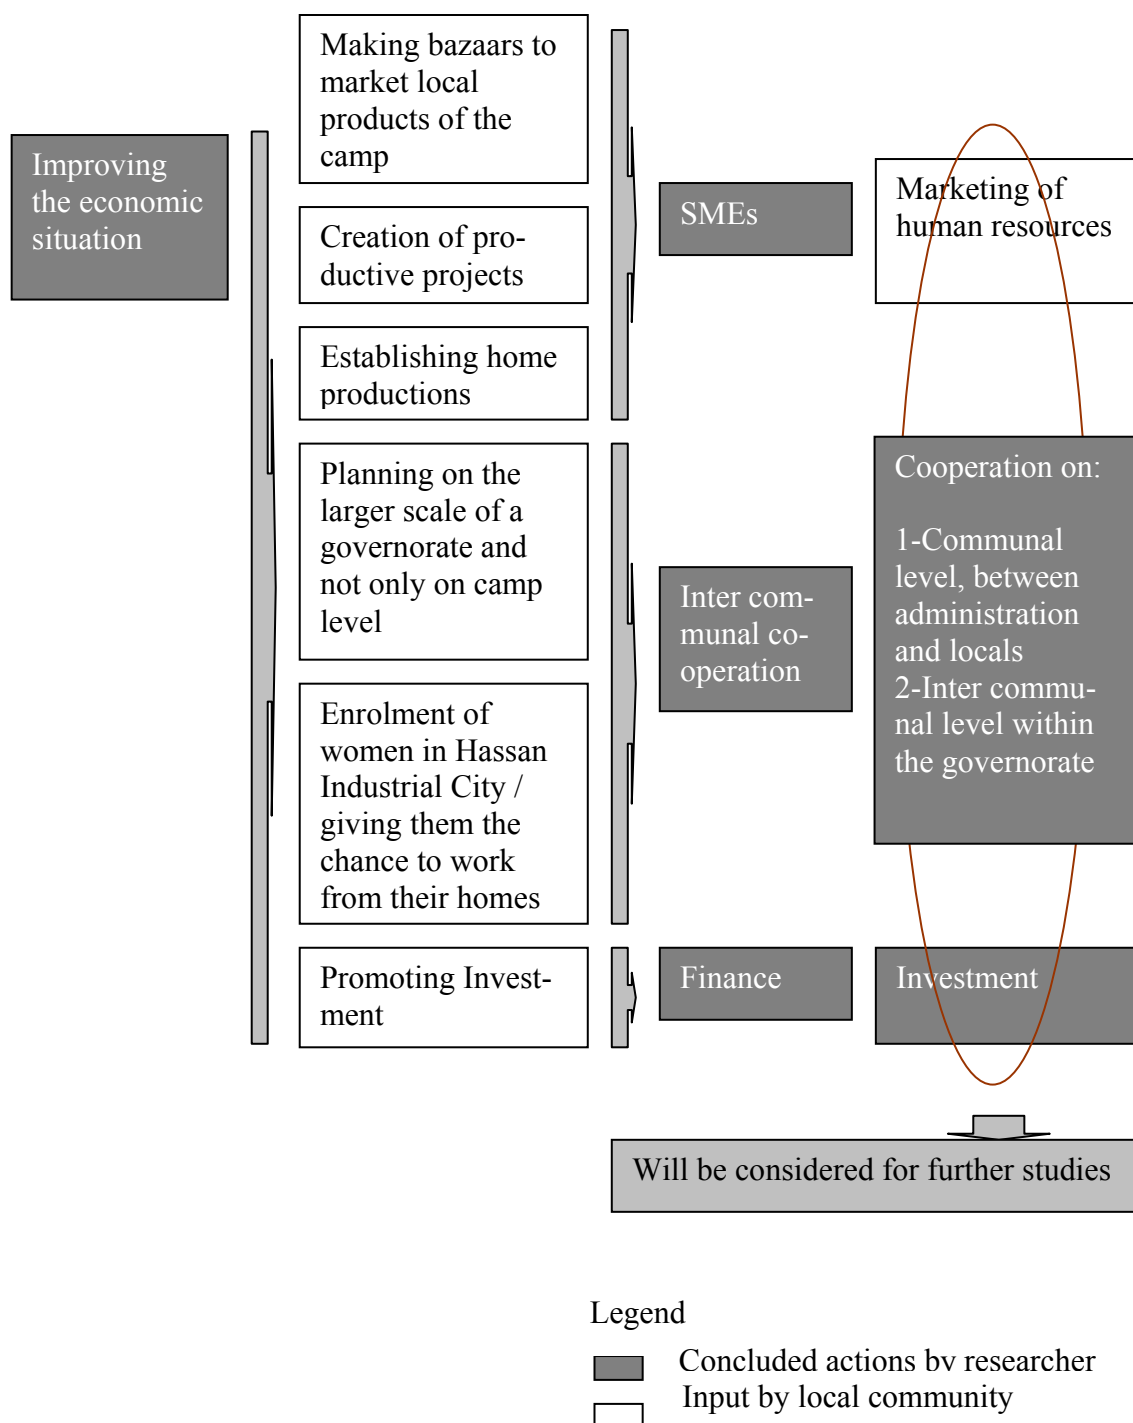 Improving
the economic
situation
Making bazaars to
market local
products of the
camp
Creation of pro-
ductive projects
Establishing home
productions
Planning on the
larger scale of a
governorate and
not only on camp
level
Enrolment of
women in Hassan
Industrial City /
giving them the
chance to work
from their homes
Promoting Invest-
ment
SMEs
Inter com-
munal co-
operation
Finance
Marketing of
human resources
Cooperation on:
1-Communal
level, between
administration
and locals
2-Inter commu-
nal level within
the governorate
Investment
Will be considered for further studies
Legend
Concluded actions by researcher
Input by local community